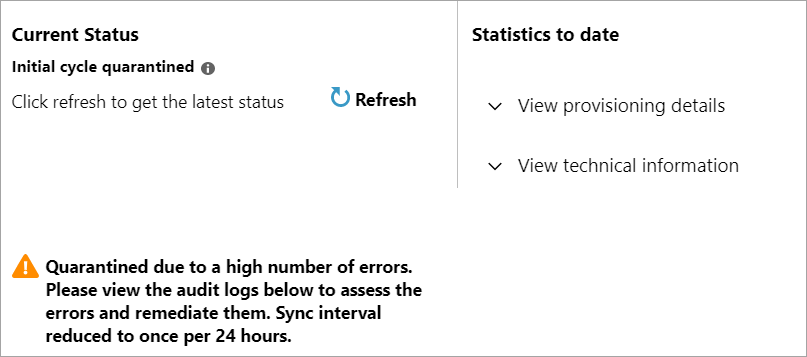 Current Status
Initial cycle quarantined
Click refresh to get the latest status
Refresh
Statistics to date
View provisioning details
View technical information
Quarantined due to a high number of errors.
Please view the audit logs below to assess the
errors and remediate them. Sync interval
reduced to once per 24 hours.